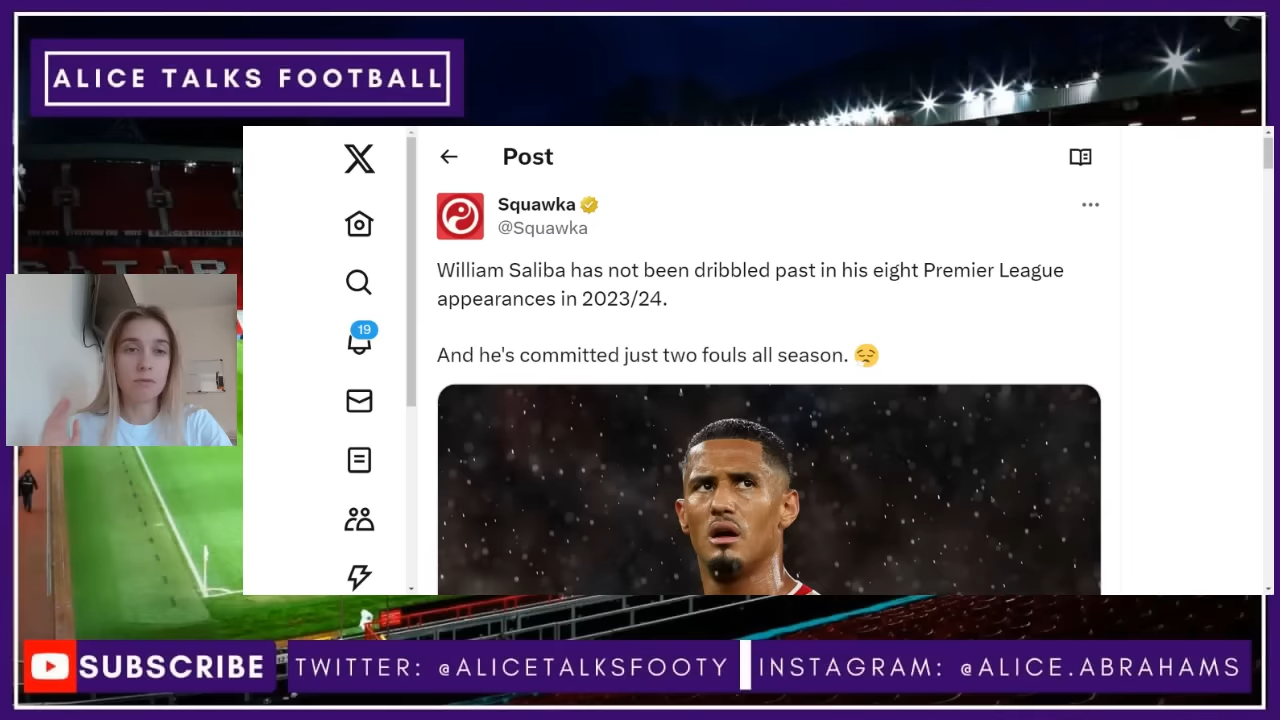 ALICE TALKS FOOTBALL
Post
Squawka
@Squawka
William Saliba has not been dribbled past in his eight Premier League
appearances in 2023/24.
And he's committed just two fouls all season. 😔
19
SUBSCRIBE
TWITTER: @ALICETALKSFOOTY
INSTAGRAM: @ALICE.ABRAHAMS